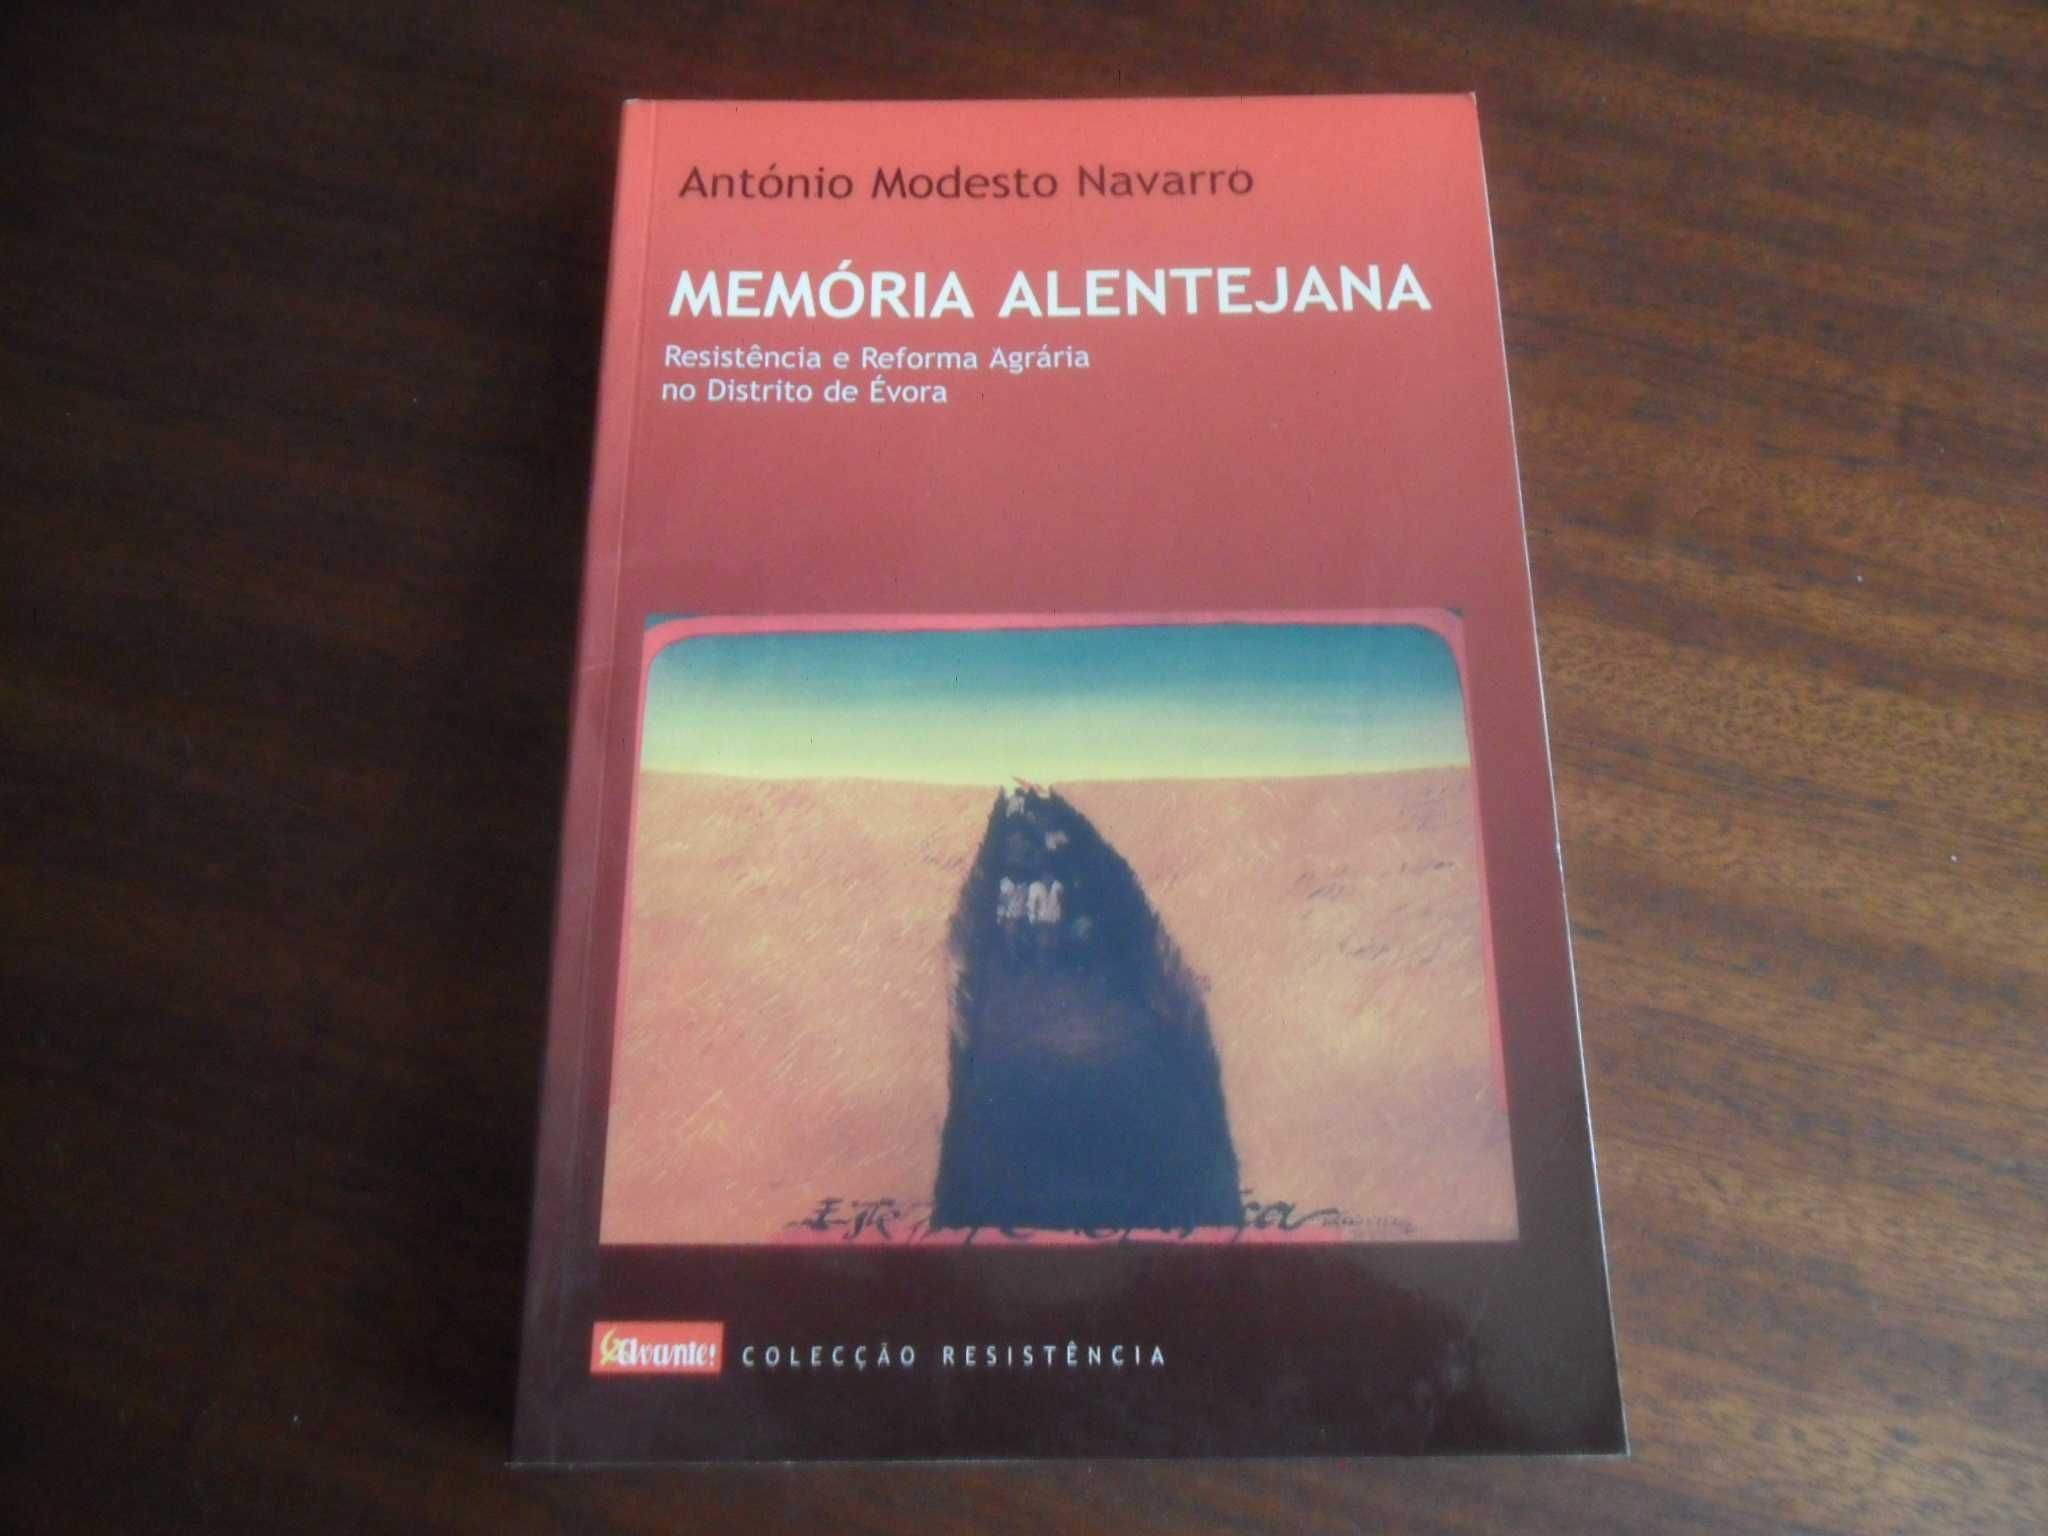 António Modesto Navarro
MEMÓRIA ALENTEJANA
Resistência e Reforma Agrária
no Distrito de Évora
Avante!
COLECÇÃO RESISTÊNCIA